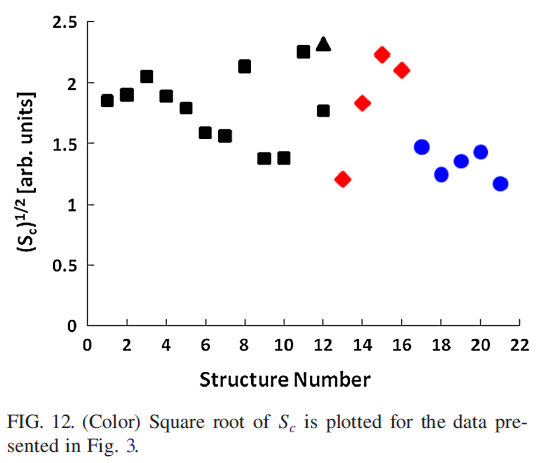 2.5
2
1.5
1
0.5
0
(S_c)^{1/2} [arb. units]
0 2 4 6 8 10 12 14 16 18 20 22
Structure Number
FIG. 12. (Color) Square root of S_c is plotted for the data pre-
sented in Fig. 3.